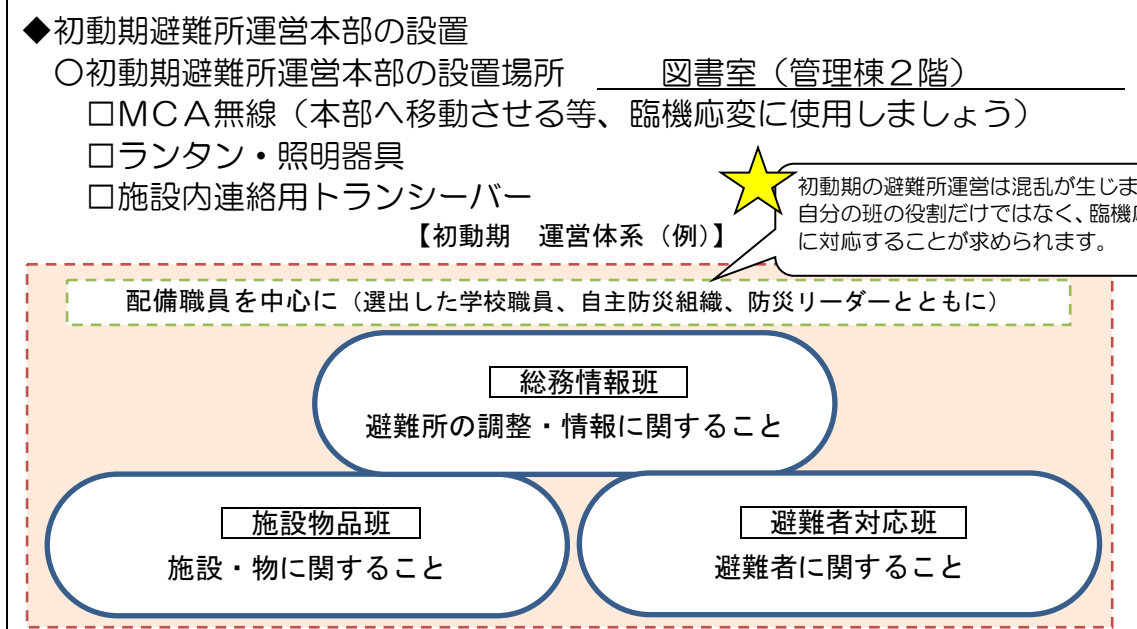 ◆初動期避難所運営本部の設置
〇初動期避難所運営本部の設置場所　図書室（管理棟２階）
□ＭＣＡ無線（本部へ移動させる等、臨機応変に使用しましょう）
□ランタン・照明器具
□施設内連絡用トランシーバー
初動期の避難所運営は混乱が生じま
自分の班の役割だけではなく、臨機
に対応することが求められます。
【初動期　運営体系（例）】
配備職員を中心に（選出した学校職員、自主防災組織、防災リーダーとともに）
総務情報班
避難所の調整・情報に関すること
施設物品班
施設・物に関すること
避難者対応班
避難者に関すること